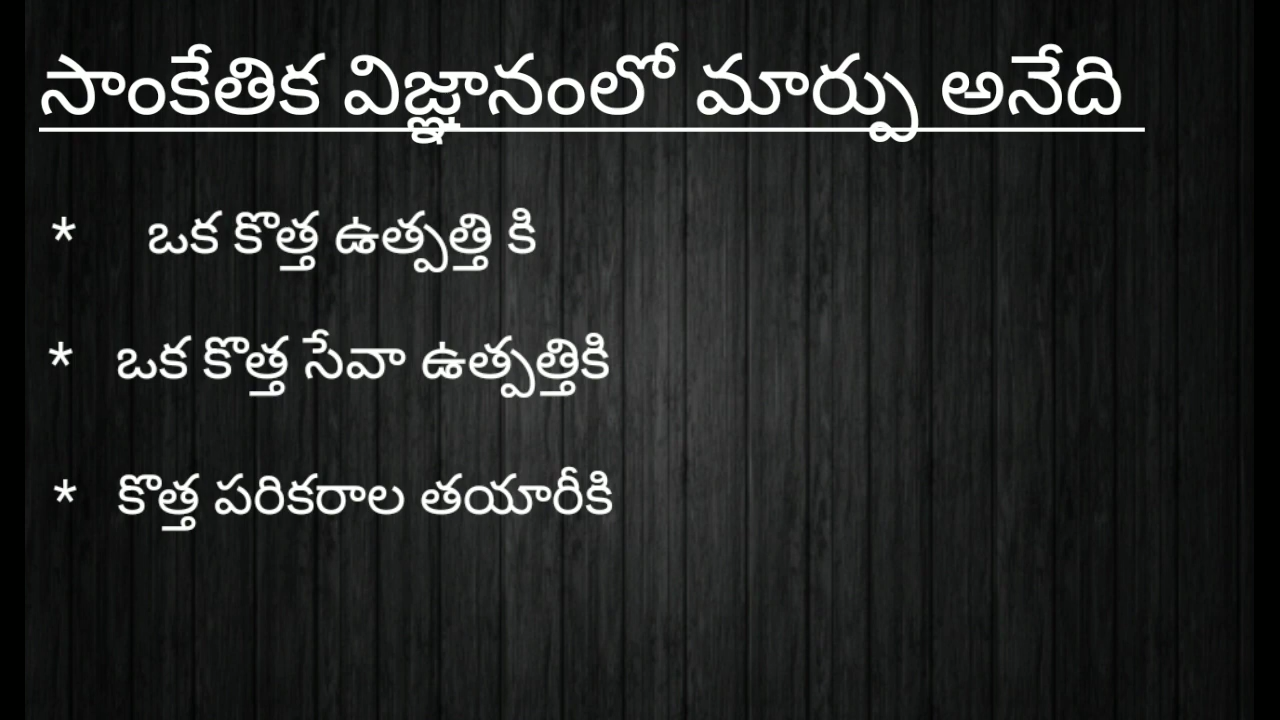 సాంకేతిక విజ్ఞానంలో మార్పు అనేది
* ఒక కొత్త ఉత్పత్తి కి
* ఒక కొత్త సేవా ఉత్పత్తికి
* కొత్త పరికరాల తయారీకి